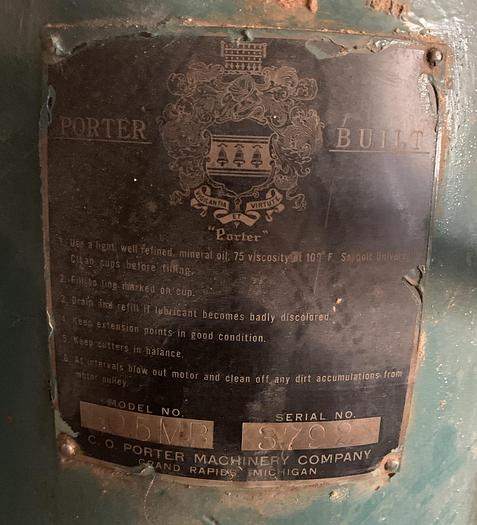 PORTER BUILT
VIGILANTIA ET VIRTUTE
"Porter"
1. Use a light, well refined, mineral oil, 75 viscosity at 100° F. Saybolt Univers
Clean cups before filling.
2. Fill to line marked on cup.
3. Drain and refill if lubricant becomes badly discolored.
4. Keep extension points in good condition.
5. Keep cutters in balance.
6. At intervals blow out motor and clean off any dirt accumulations from
motor pulley.
MODEL NO. SERIAL NO.
C. O. PORTER MACHINERY COMPANY
GRAND RAPIDS MICHIGAN